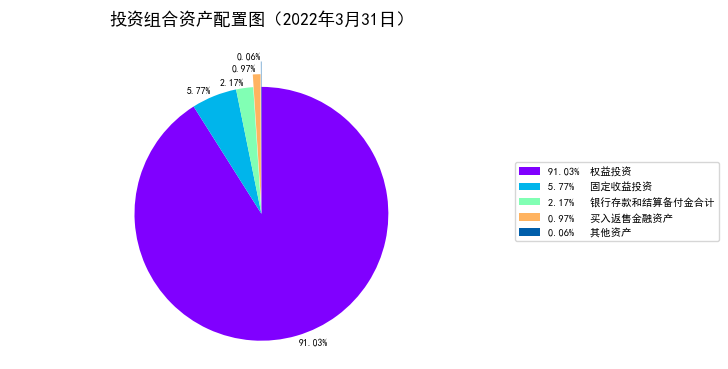 投资组合资产配置图（2022年3月31日）
0.06%
0.97%
2.17%
5.77%
91.03%
91.03% 权益投资
5.77% 固定收益投资
2.17% 银行存款和结算备付金合计
0.97% 买入返售金融资产
0.06% 其他资产